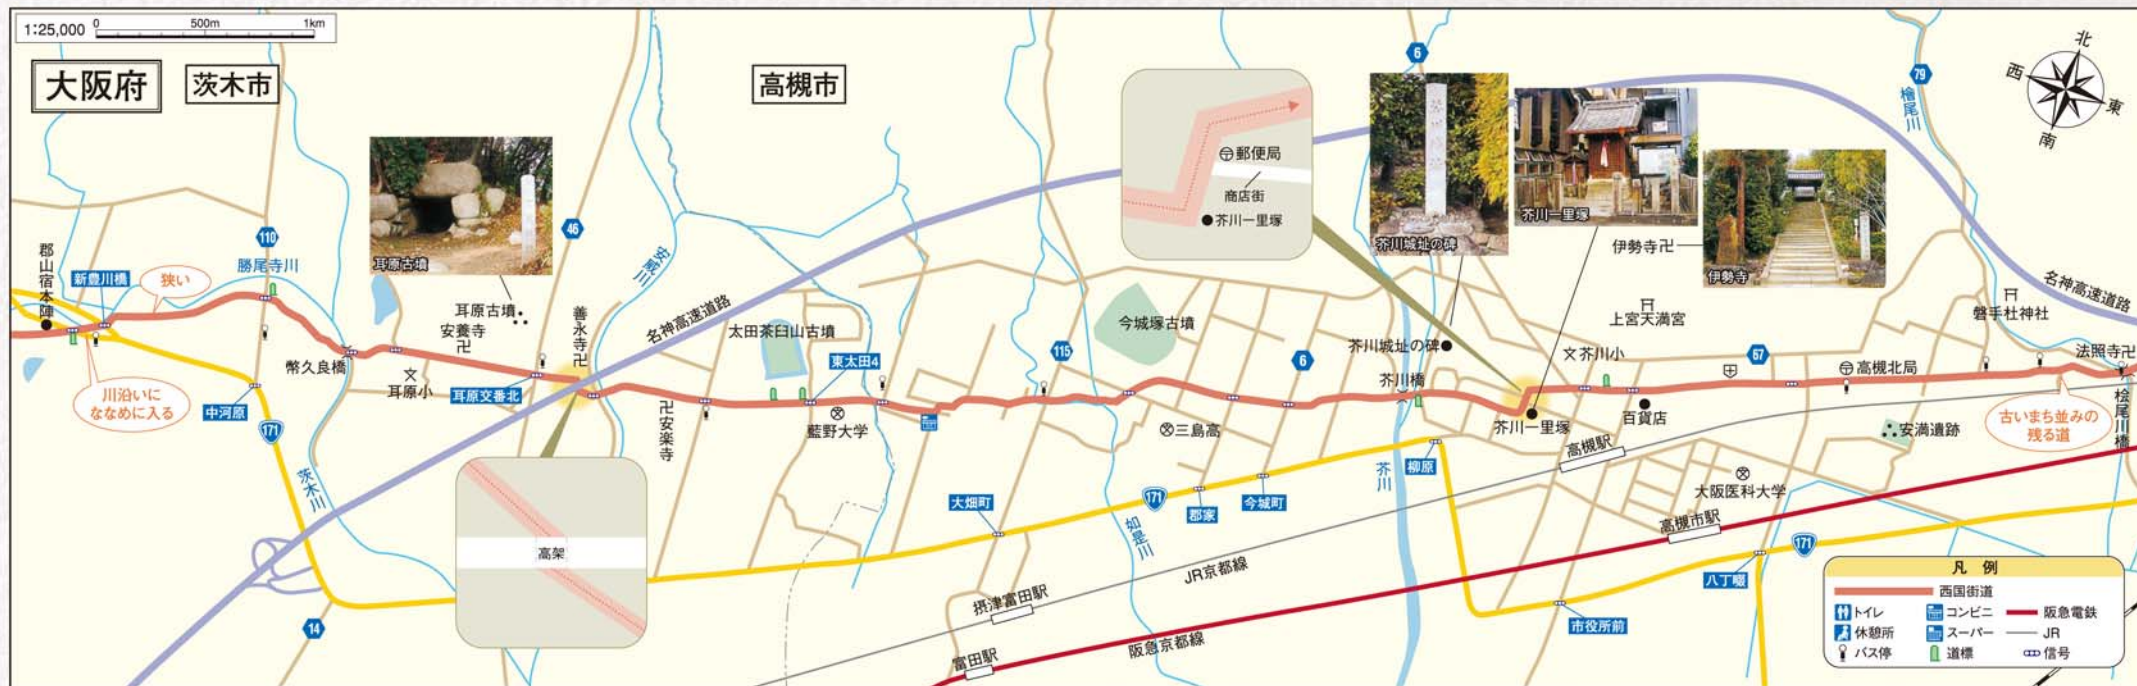 1:25,000
0 500m 1km
大阪府
茨木市
高槻市
北
西
東
南
6
79
檜尾川
郵便局
商店街
芥川一里塚
芥川城址の碑
芥川一里塚
伊勢寺卍
伊勢寺
耳原古墳
46
安威川
110
勝尾寺川
郡山宿本陣
新豊川橋
狭い
耳原古墳
安養寺
卍
善永寺卍
名神高速道路
太田茶臼山古墳
今城塚古墳
115
6
東太田4
芥川城址の碑
芥川橋
文芥川小
上宮天満宮
67
高槻北局
磐手杜神社
名神高速道路
法照寺卍
幣久良橋
文
耳原小
耳原交番北
川沿いに
ななめに入る
中河原
171
茨木川
卍安楽寺
藍野大学
三島高
芥川一里塚
百貨店
高槻駅
安満遺跡
古いまち並みの
残る道
桧尾川橋
大阪医科大学
柳原
芥川
今城町
郡家
171
大畑町
如是川
高架
高槻市駅
171
八丁畷
市役所前
JR京都線
摂津富田駅
阪急京都線
富田駅
14
凡例
西国街道
トイレ
コンビニ
阪急電鉄
休憩所
スーパー
JR
バス停
道標
信号